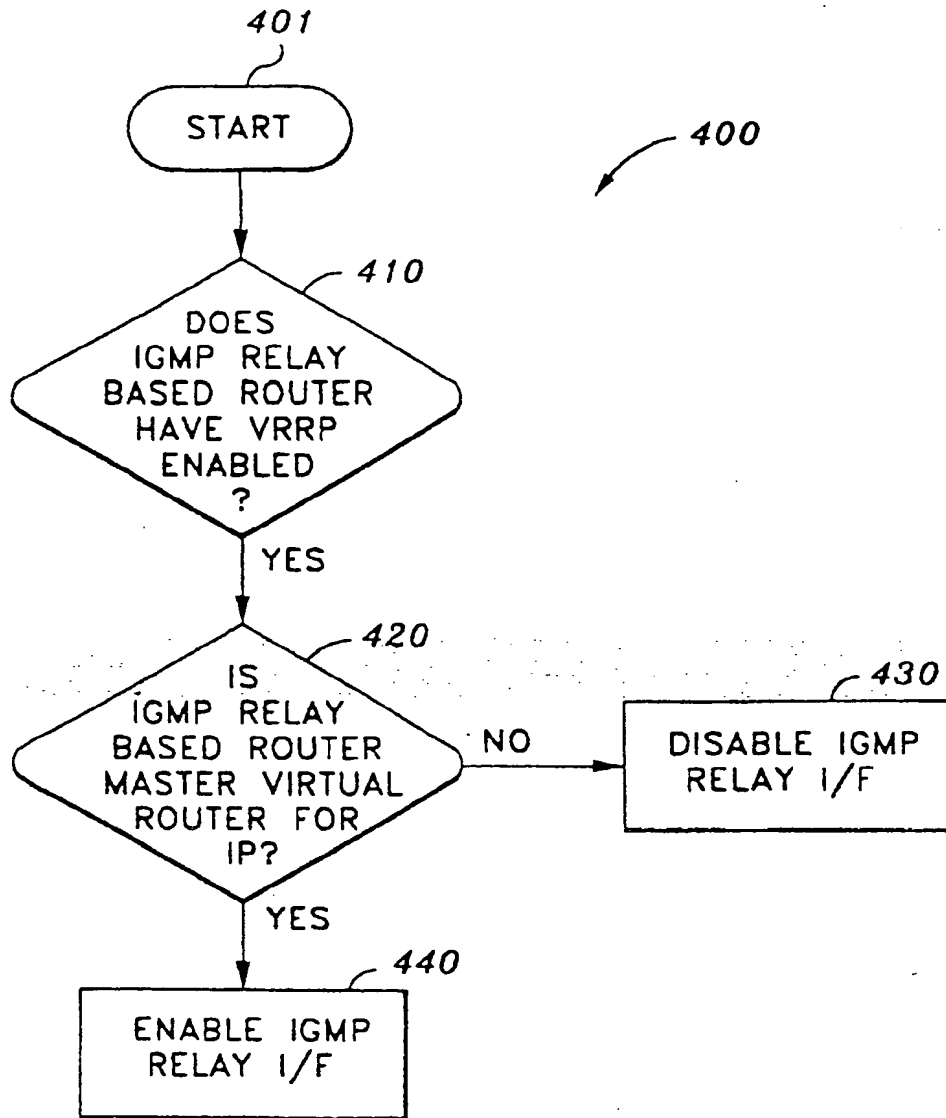 401
START
400
410
DOES
IGMP RELAY
BASED ROUTER
HAVE VRRP
ENABLED
?
YES
420
IS
IGMP RELAY
BASED ROUTER
MASTER VIRTUAL
ROUTER FOR
IP?
NO
430
DISABLE IGMP
RELAY I/F
YES
440
ENABLE IGMP
RELAY I/F